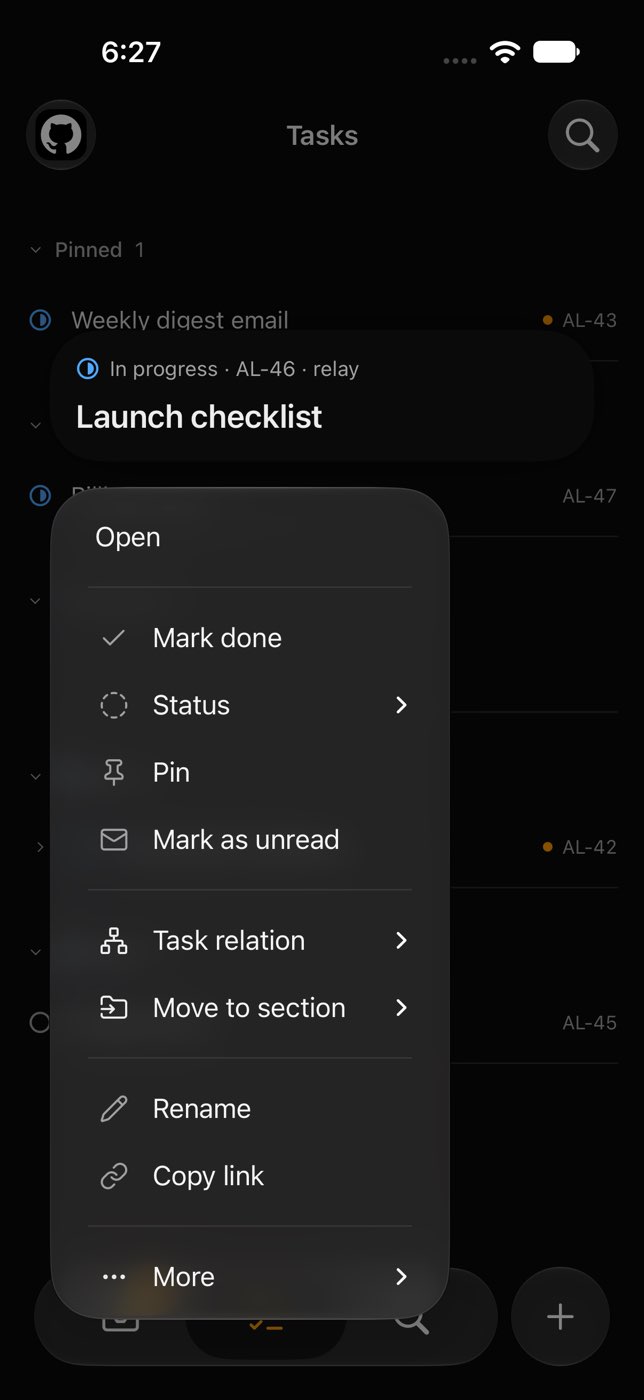 6:27
Tasks
Pinned 1
Weekly digest email AL-43
In progress · AL-46 · relay
Launch checklist
AL-47
Open
Mark done
Status
Pin
Mark as unread
AL-42
Task relation
Move to section
AL-45
Rename
Copy link
More